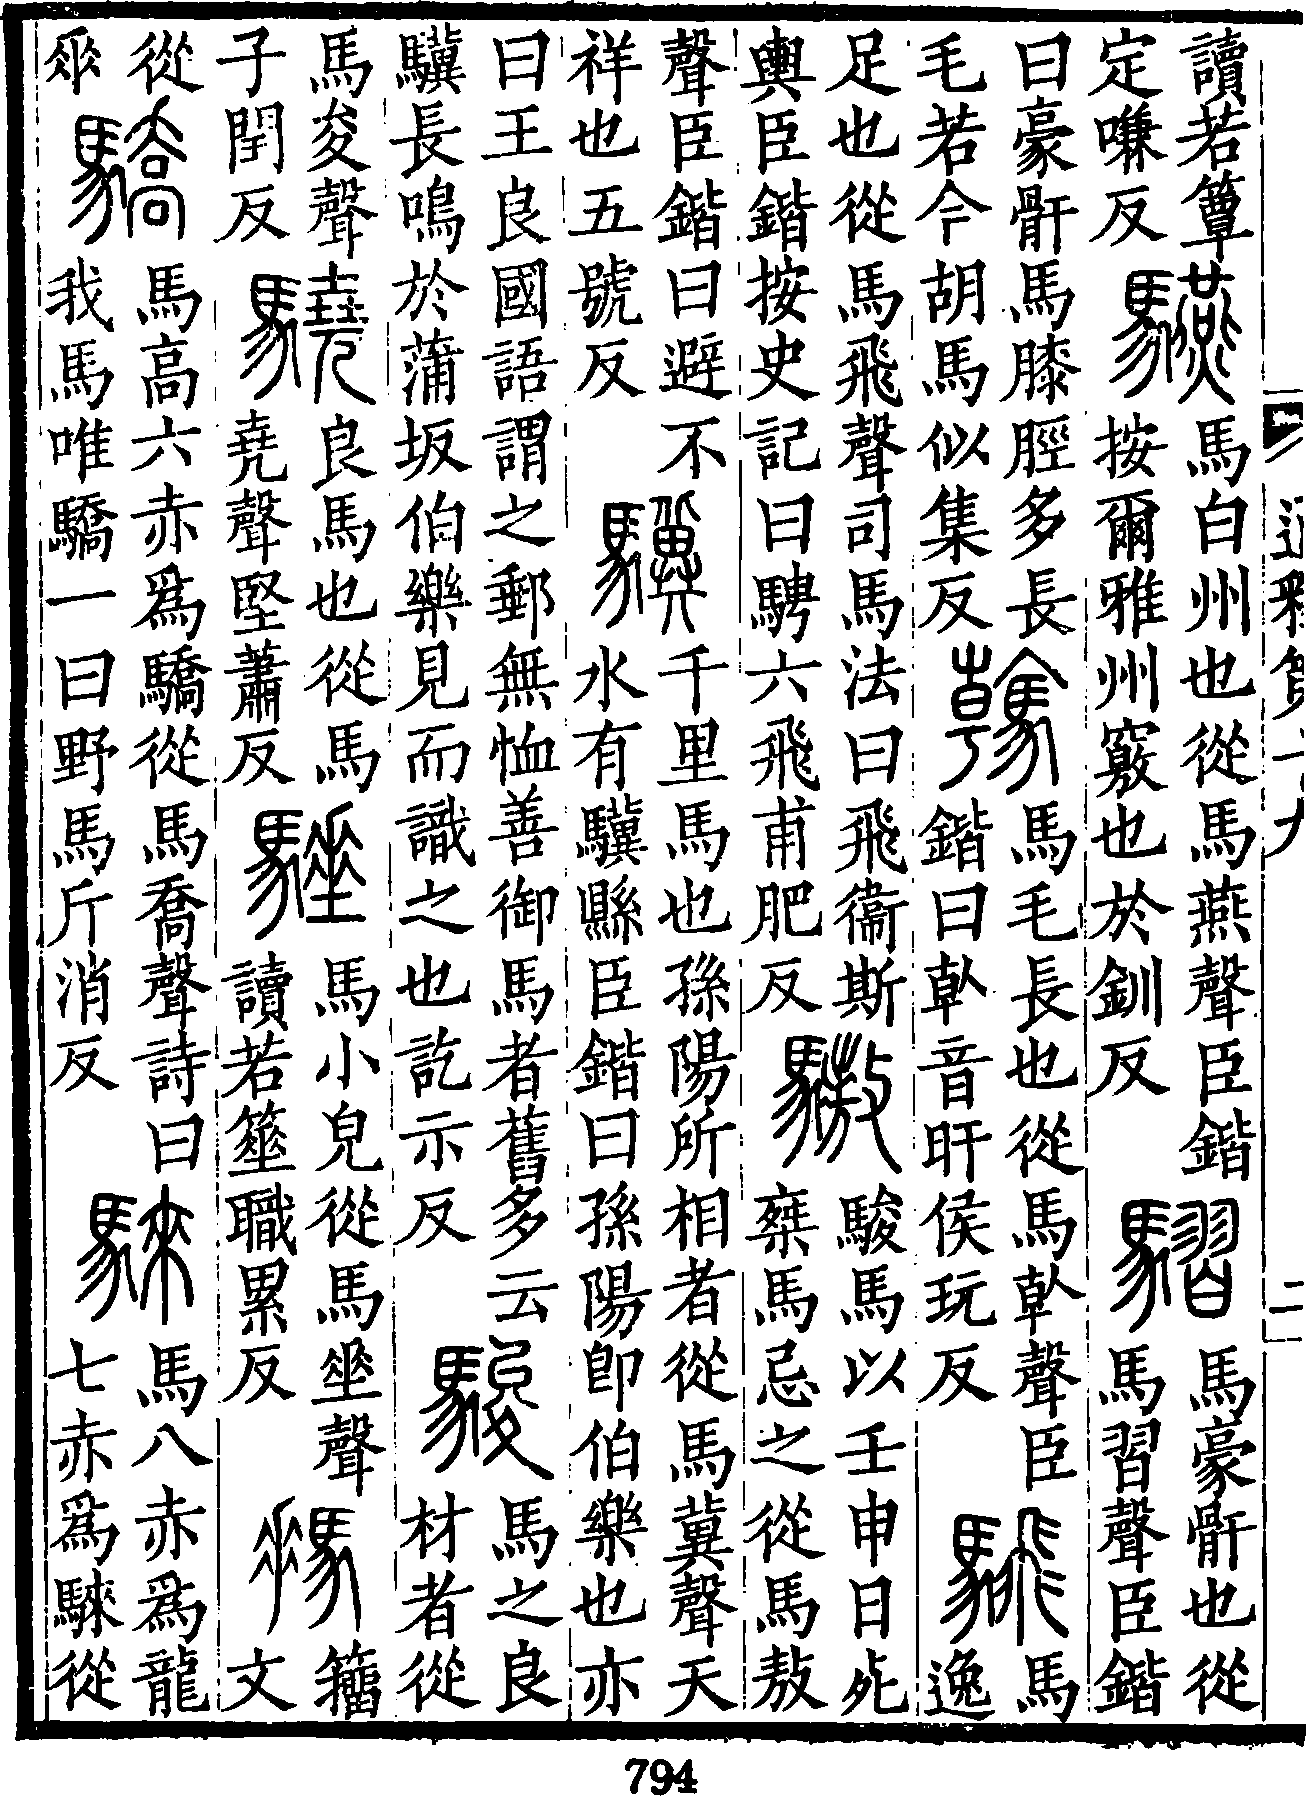 讀若簟
定嗛反
驠
馬白州也從馬燕聲臣鍇
按爾雅州竅也於釧反
騽
馬豪骭也從
馬習聲臣鍇
曰豪骭馬膝脛多長
毛若今胡馬似集反
䮧
馬毛長也從馬倝聲臣
鍇曰倝音旰侯玩反
騛
馬
逸
足也從馬飛聲司馬法曰飛衞斯
輿臣鍇按史記曰騁六飛甫肥反
驁
駿馬以壬申日死
椉馬忌之從馬敖
聲臣鍇曰避不
祥也五號反
驥
千里馬也孫陽所相者從馬冀聲天
水有驥縣臣鍇曰孫陽即伯樂也亦
曰王良國語謂之郵無恤善御馬者舊多云
驥長鳴於蒲坂伯樂見而識之也訖示反
駿
馬之良
材者從
馬夋聲
子閏反
驍
良馬也從馬
堯聲堅蕭反
馬小皃從馬垂聲
讀若箠職累反
籒
文
從
𠂹
驕
馬高六赤爲驕從馬喬聲詩曰
我馬唯驕一曰野馬斤消反
騋
馬八赤爲龍
七赤爲騋從
794